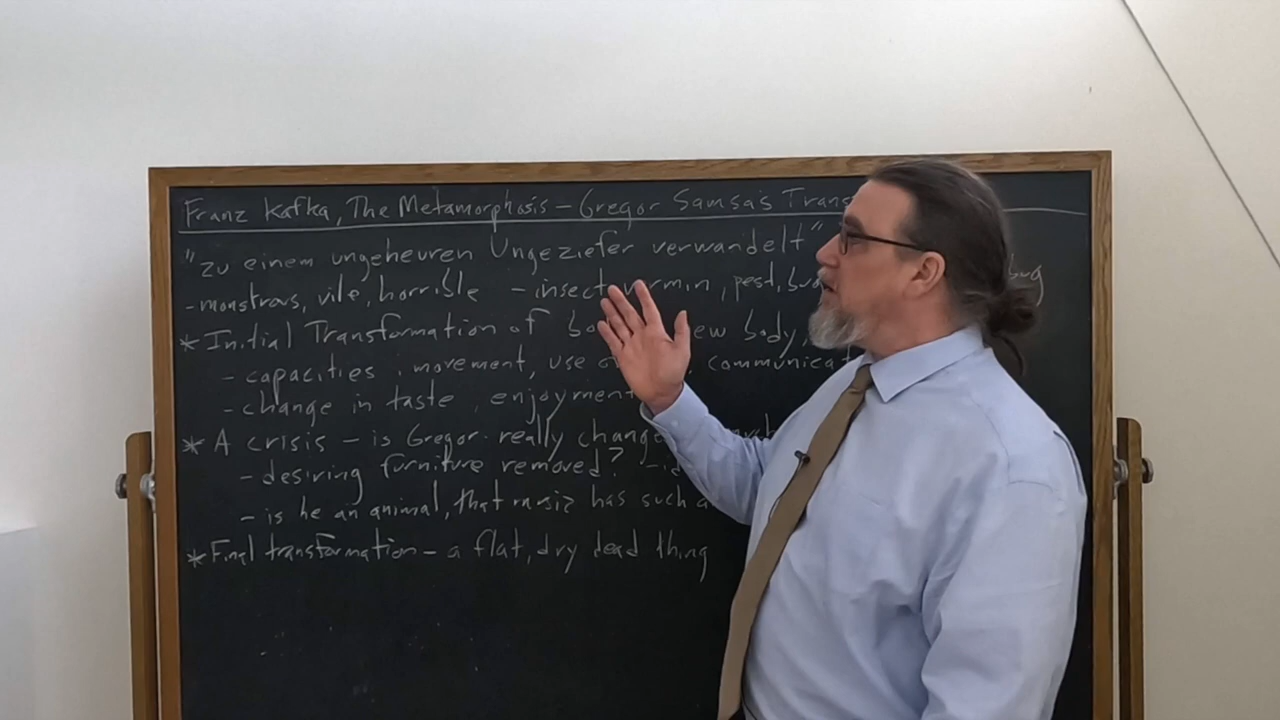 Franz Kafka, The Metamorphosis – Gregor Samsa's Trans
"zu einem ungeheuren Ungeziefer verwandelt"
- monstrous, vile, horrible - insect, vermin, pest, bug
* Initial Transformation of new body,
- capacities, movement, use communicat
- change in taste, enjoyment
* A crisis – is Gregor really change
- desiring furniture removed?
- is he an animal, that music has such a
* Final transformation – a flat, dry dead thing